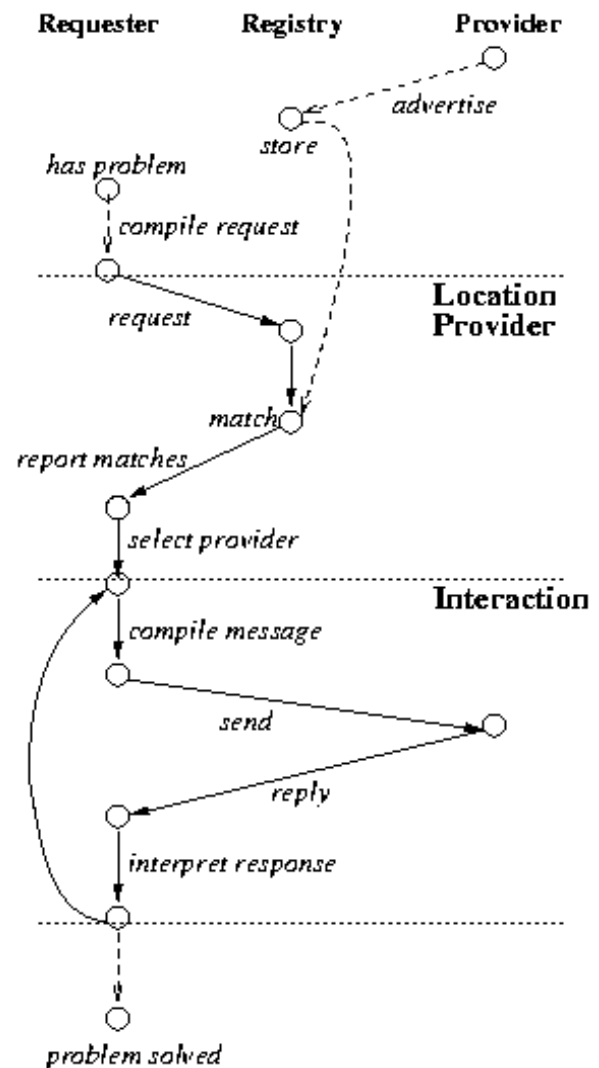 Requester Registry Provider
advertise
store
has problem
compile request
Location
Provider
request
match
report matches
select provider
Interaction
compile message
send
reply
interpret response
problem solved